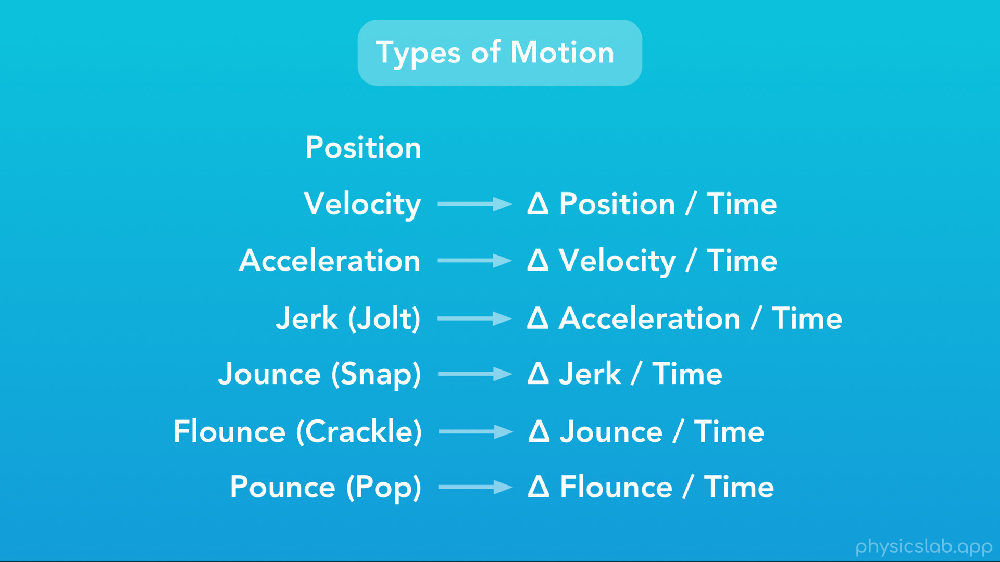 Types of Motion
Position
Velocity Δ Position / Time
Acceleration Δ Velocity / Time
Jerk (Jolt) Δ Acceleration / Time
Jounce (Snap) Δ Jerk / Time
Flounce (Crackle) Δ Jounce / Time
Pounce (Pop) Δ Flounce / Time
physicslab.app